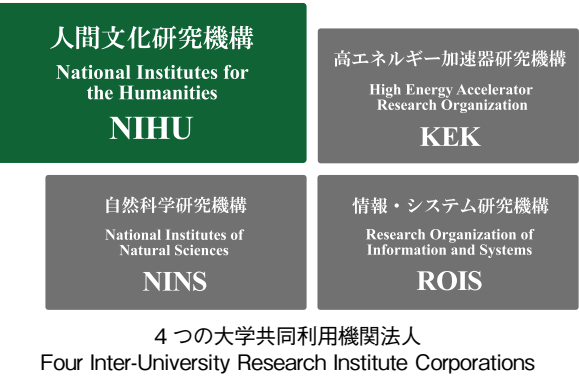 人間文化研究機構
National Institutes for
the Humanities
NIHU
高エネルギー加速器研究機構
High Energy Accelerator
Research Organization
KEK
自然科学研究機構
National Institutes of
Natural Sciences
NINS
情報・システム研究機構
Research Organization of
Information and Systems
ROIS
4つの大学共同利用機関法人
Four Inter-University Research Institute Corporations